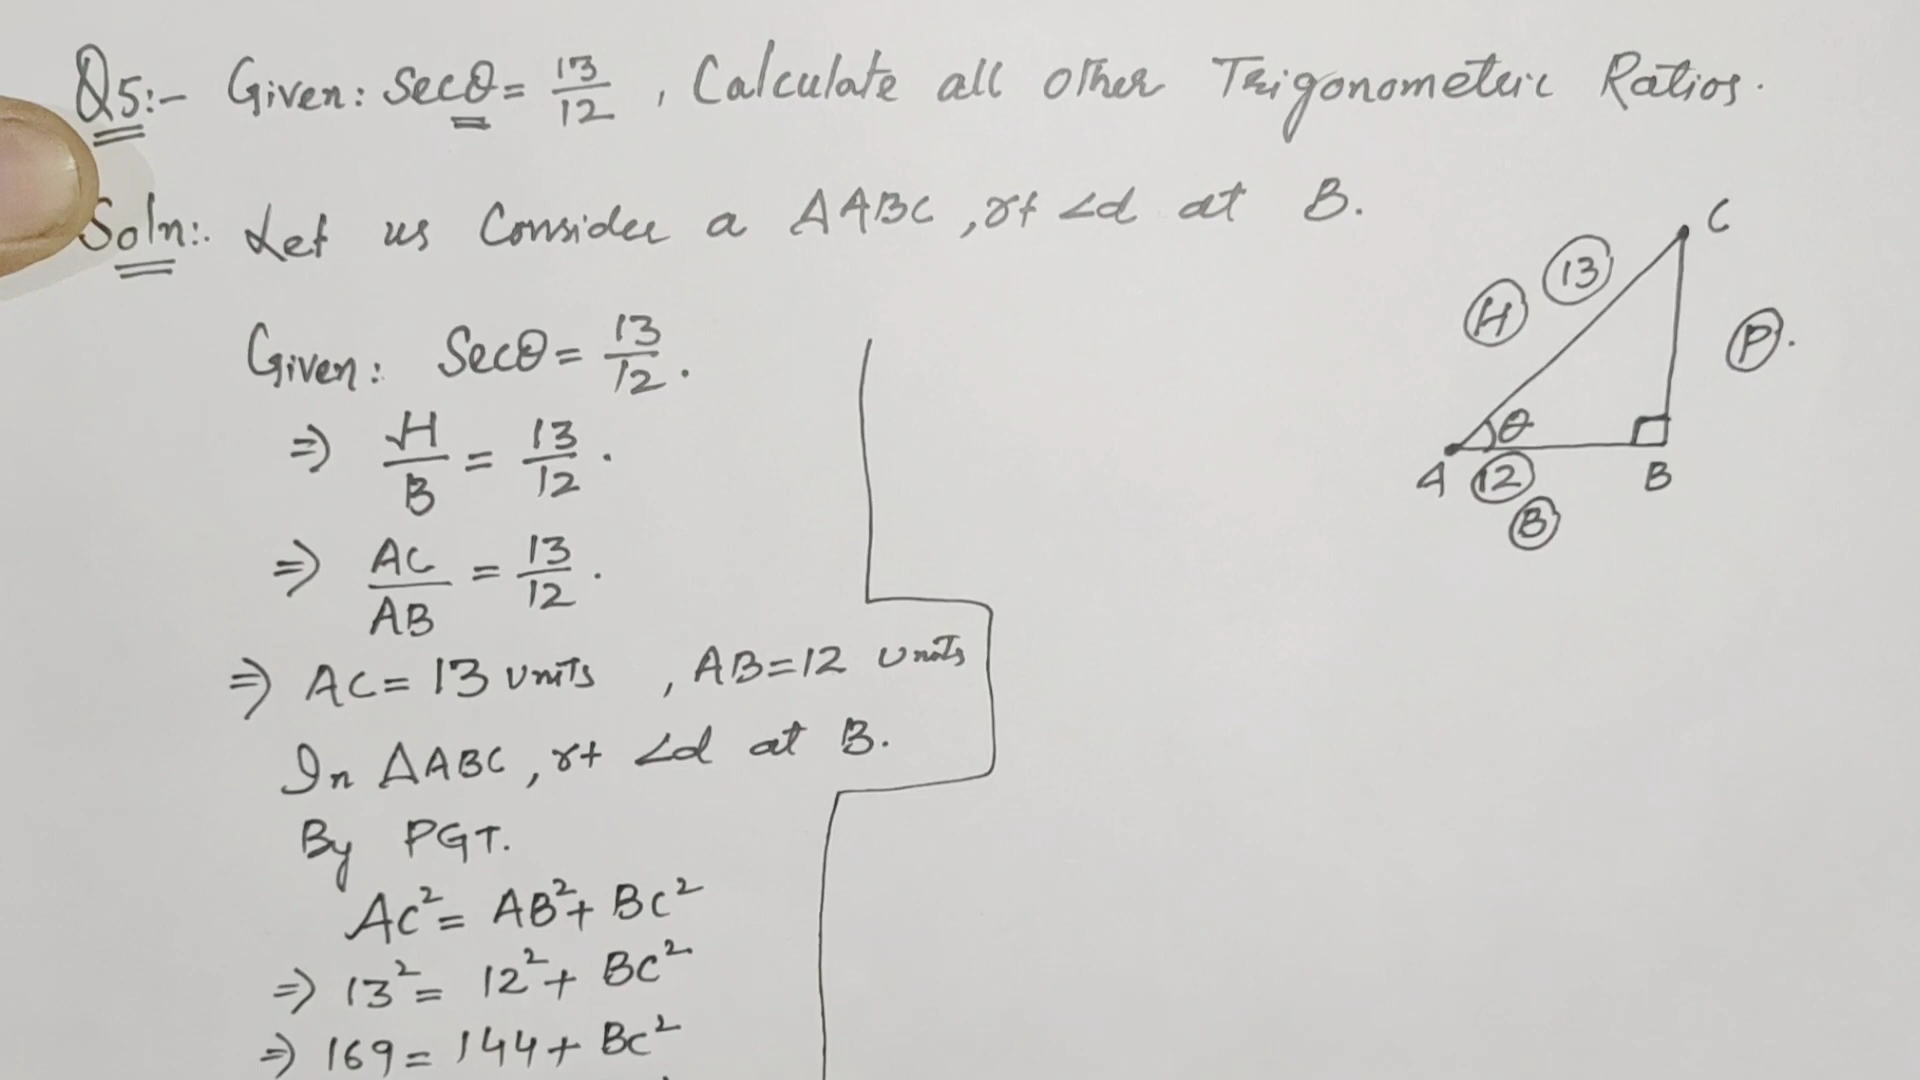 Q5:- Given: Secθ = 13/12 , Calculate all other Trigonometric Ratios.
Soln:. Let us Consider a ΔABC , rt ∠d at B.
Given: Secθ = 13/12 .
⇒ H/B = 13/12 .
⇒ AC/AB = 13/12 .
⇒ AC = 13 units , AB = 12 units
In ΔABC , rt ∠d at B.
By PGT.
AC² = AB² + BC²
⇒ 13² = 12² + BC²
⇒ 169 = 144 + BC²
C
13
H
P.
θ
A 12 B
B